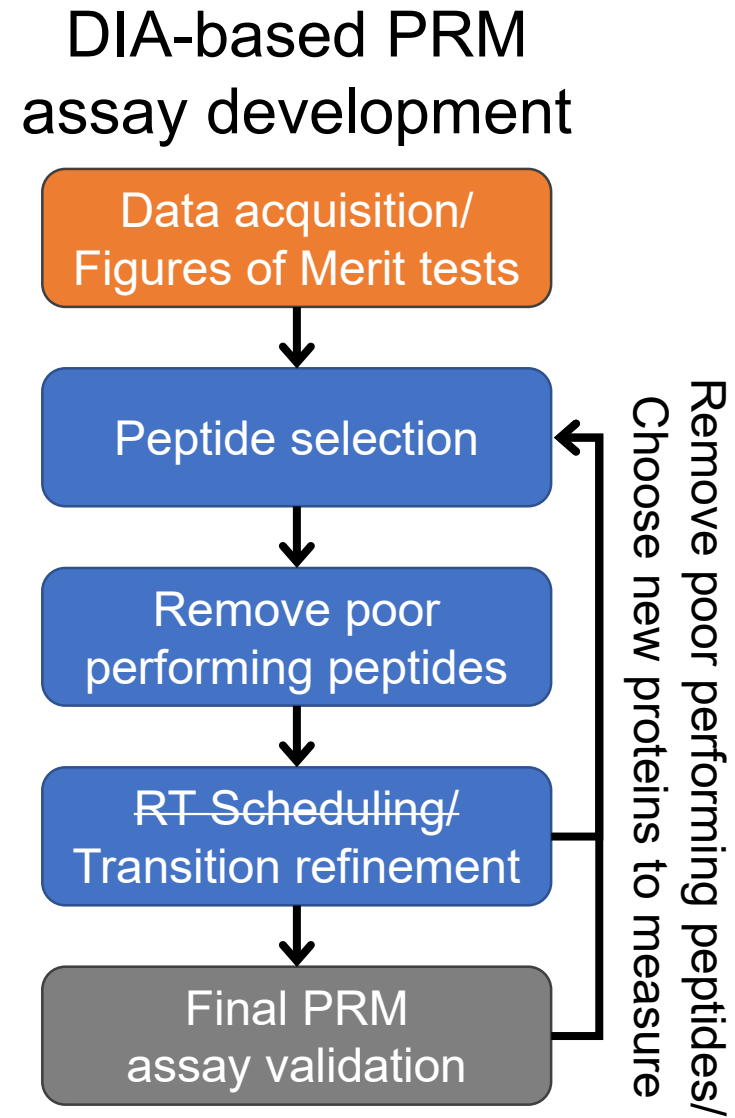 DIA-based PRM
assay development
Data acquisition/
Figures of Merit tests
Peptide selection
Remove poor
performing peptides
RT Scheduling/
Transition refinement
Final PRM
assay validation
Remove poor performing peptides/
Choose new proteins to measure